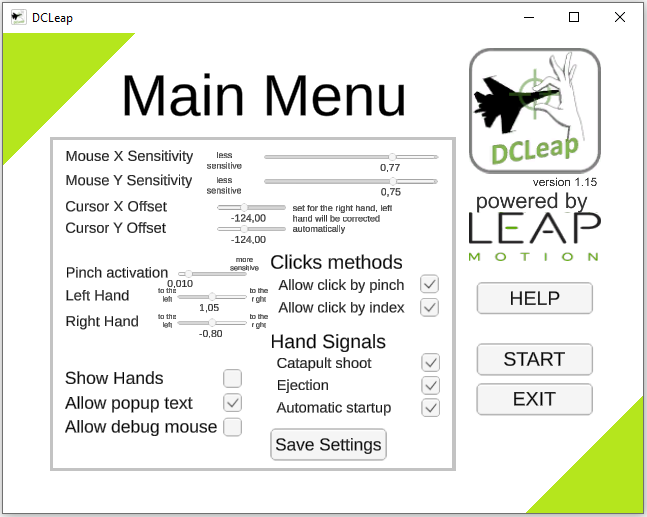 DCLeap
Main Menu
DCLeap
version 1.15
powered by
LEAP
MOTION
Mouse X Sensitivity
less
sensitive
0,77
Mouse Y Sensitivity
less
sensitive
0,75
Cursor X Offset
-124,00
Cursor Y Offset
-124,00
set for the right hand, left
hand will be corrected
automatically
Pinch activation
more
sensitive
0,010
Left Hand
to the
left
to the
right
1,05
Right Hand
to the
left
to the
right
-0,80
Show Hands
Allow popup text
Allow debug mouse
Clicks methods
Allow click by pinch
Allow click by index
Hand Signals
Catapult shoot
Ejection
Automatic startup
Save Settings
HELP
START
EXIT